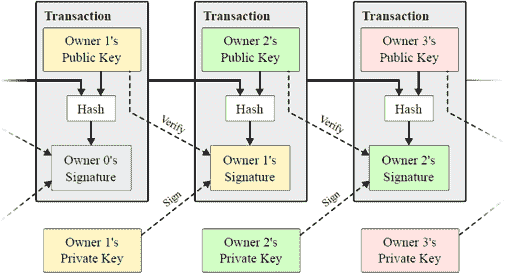 Transaction
Transaction
Transaction
Owner 1's
Public Key
Owner 2's
Public Key
Owner 3's
Public Key
Hash
Hash
Hash
Verify
Verify
Owner 0's
Signature
Owner 1's
Signature
Owner 2's
Signature
Sign
Sign
Owner 1's
Private Key
Owner 2's
Private Key
Owner 3's
Private Key